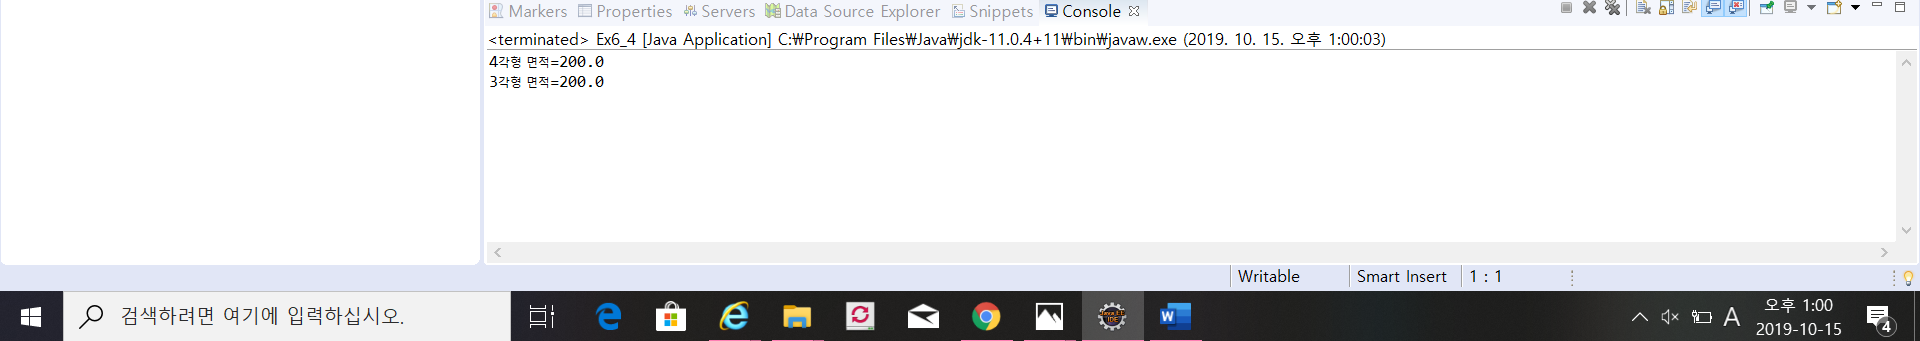 Markers Properties Servers Data Source Explorer Snippets Console
<terminated> Ex6_4 [Java Application] C:₩Program Files₩Java₩jdk-11.0.4+11₩bin₩javaw.exe (2019. 10. 15. 오후 1:00:03)
4각형 면적=200.0
3각형 면적=200.0
Writable Smart Insert 1 : 1
검색하려면 여기에 입력하십시오.
A
오후 1:00
2019-10-15
4